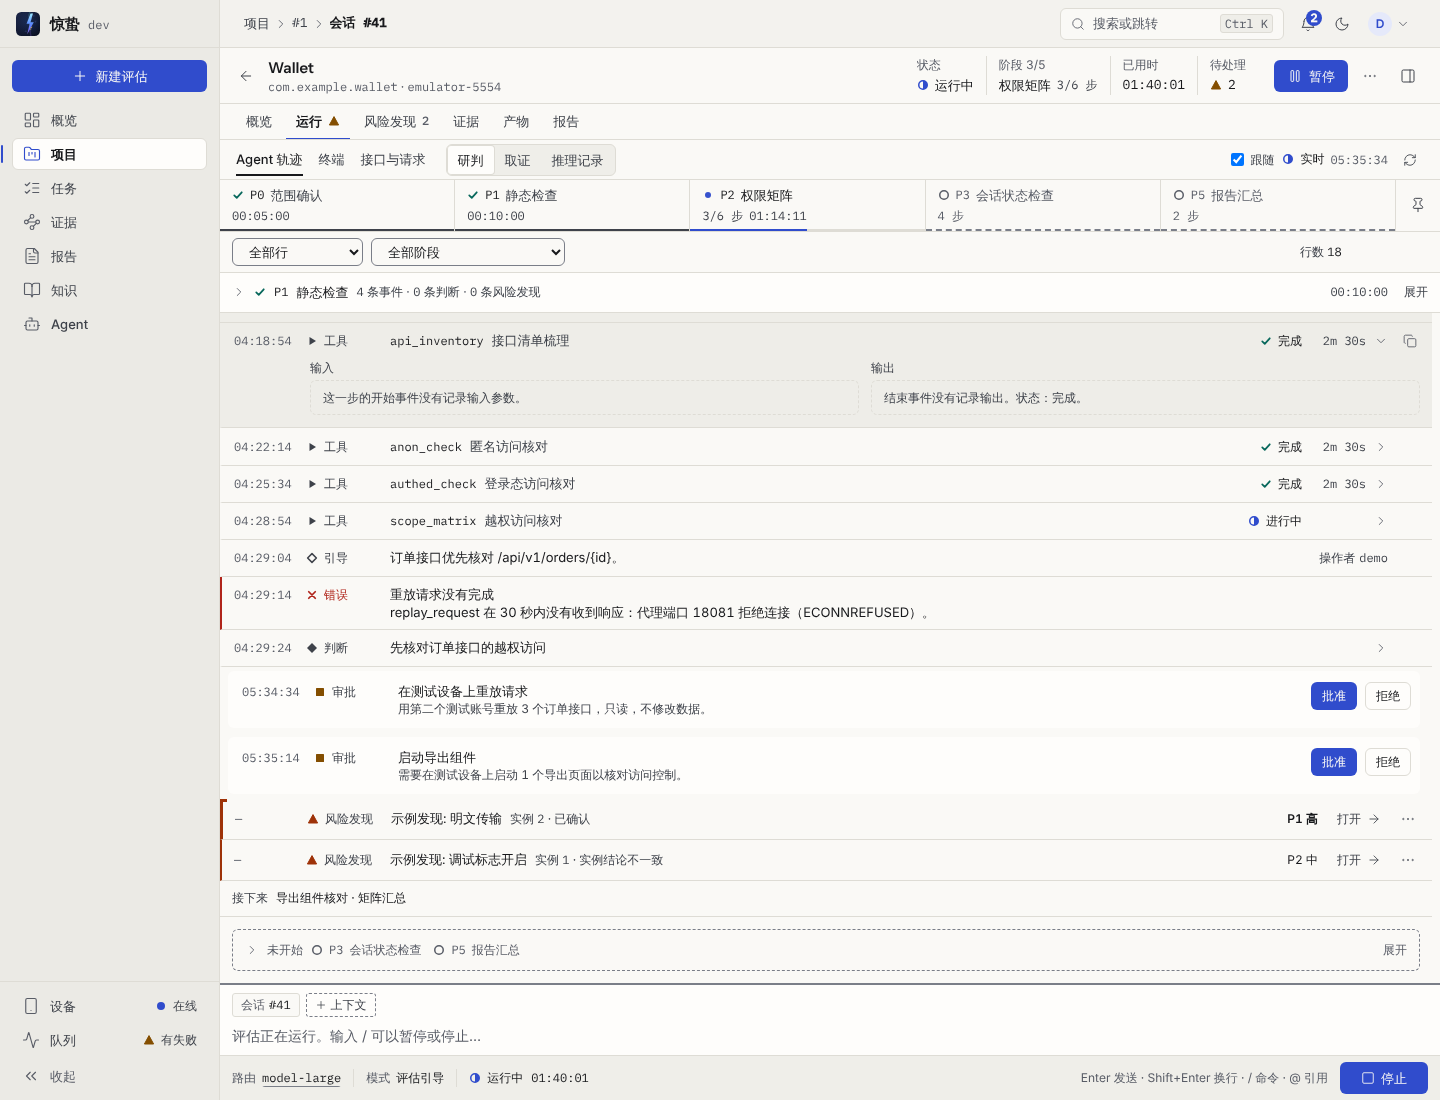 惊蛰 dev
项目 #1 会话 #41
搜索或跳转 Ctrl K
2
D
新建评估
概览
项目
任务
证据
报告
知识
Agent
设备 在线
队列 有失败
收起
Wallet
com.example.wallet · emulator-5554
状态 运行中
阶段 3/5 权限矩阵 3/6 步
已用时 01:40:01
待处理 2
暂停
概览 运行 风险发现 2 证据 产物 报告
Agent 轨迹 终端 接口与请求 研判 取证 推理记录
跟随 实时 05:35:34
P0 范围确认
00:05:00
P1 静态检查
00:10:00
P2 权限矩阵
3/6 步 01:14:11
P3 会话状态检查
4 步
P5 报告汇总
2 步
全部行 全部阶段 行数 18
P1 静态检查 4 条事件 · 0 条判断 · 0 条风险发现 00:10:00 展开
04:18:54 工具 api_inventory 接口清单梳理 完成 2m 30s
输入 输出
这一步的开始事件没有记录输入参数。 结束事件没有记录输出。状态：完成。
04:22:14 工具 anon_check 匿名访问核对 完成 2m 30s
04:25:34 工具 authed_check 登录态访问核对 完成 2m 30s
04:28:54 工具 scope_matrix 越权访问核对 进行中
04:29:04 引导 订单接口优先核对 /api/v1/orders/{id}。 操作者 demo
04:29:14 错误 重放请求没有完成
replay_request 在 30 秒内没有收到响应：代理端口 18081 拒绝连接（ECONNREFUSED）。
04:29:24 判断 先核对订单接口的越权访问
05:34:34 审批 在测试设备上重放请求 批准 拒绝
用第二个测试账号重放 3 个订单接口，只读，不修改数据。
05:35:14 审批 启动导出组件 批准 拒绝
需要在测试设备上启动 1 个导出页面以核对访问控制。
– 风险发现 示例发现: 明文传输 实例 2 · 已确认 P1 高 打开
– 风险发现 示例发现: 调试标志开启 实例 1 · 实例结论不一致 P2 中 打开
接下来 导出组件核对 · 矩阵汇总
未开始 P3 会话状态检查 P5 报告汇总 展开
会话 #41 + 上下文
评估正在运行。输入 / 可以暂停或停止…
路由 model-large 模式 评估引导 运行中 01:40:01 Enter 发送 · Shift+Enter 换行 · / 命令 · @ 引用 停止